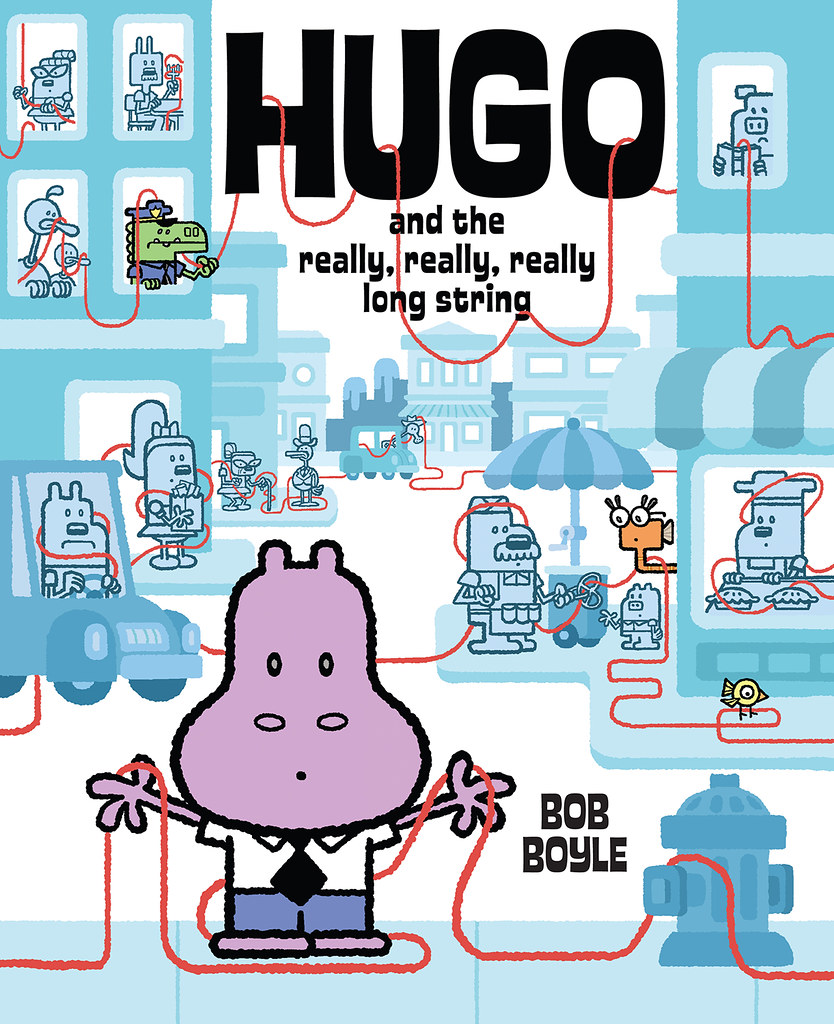 HUGO
and the
really, really, really
long string
BOB
BOYLE